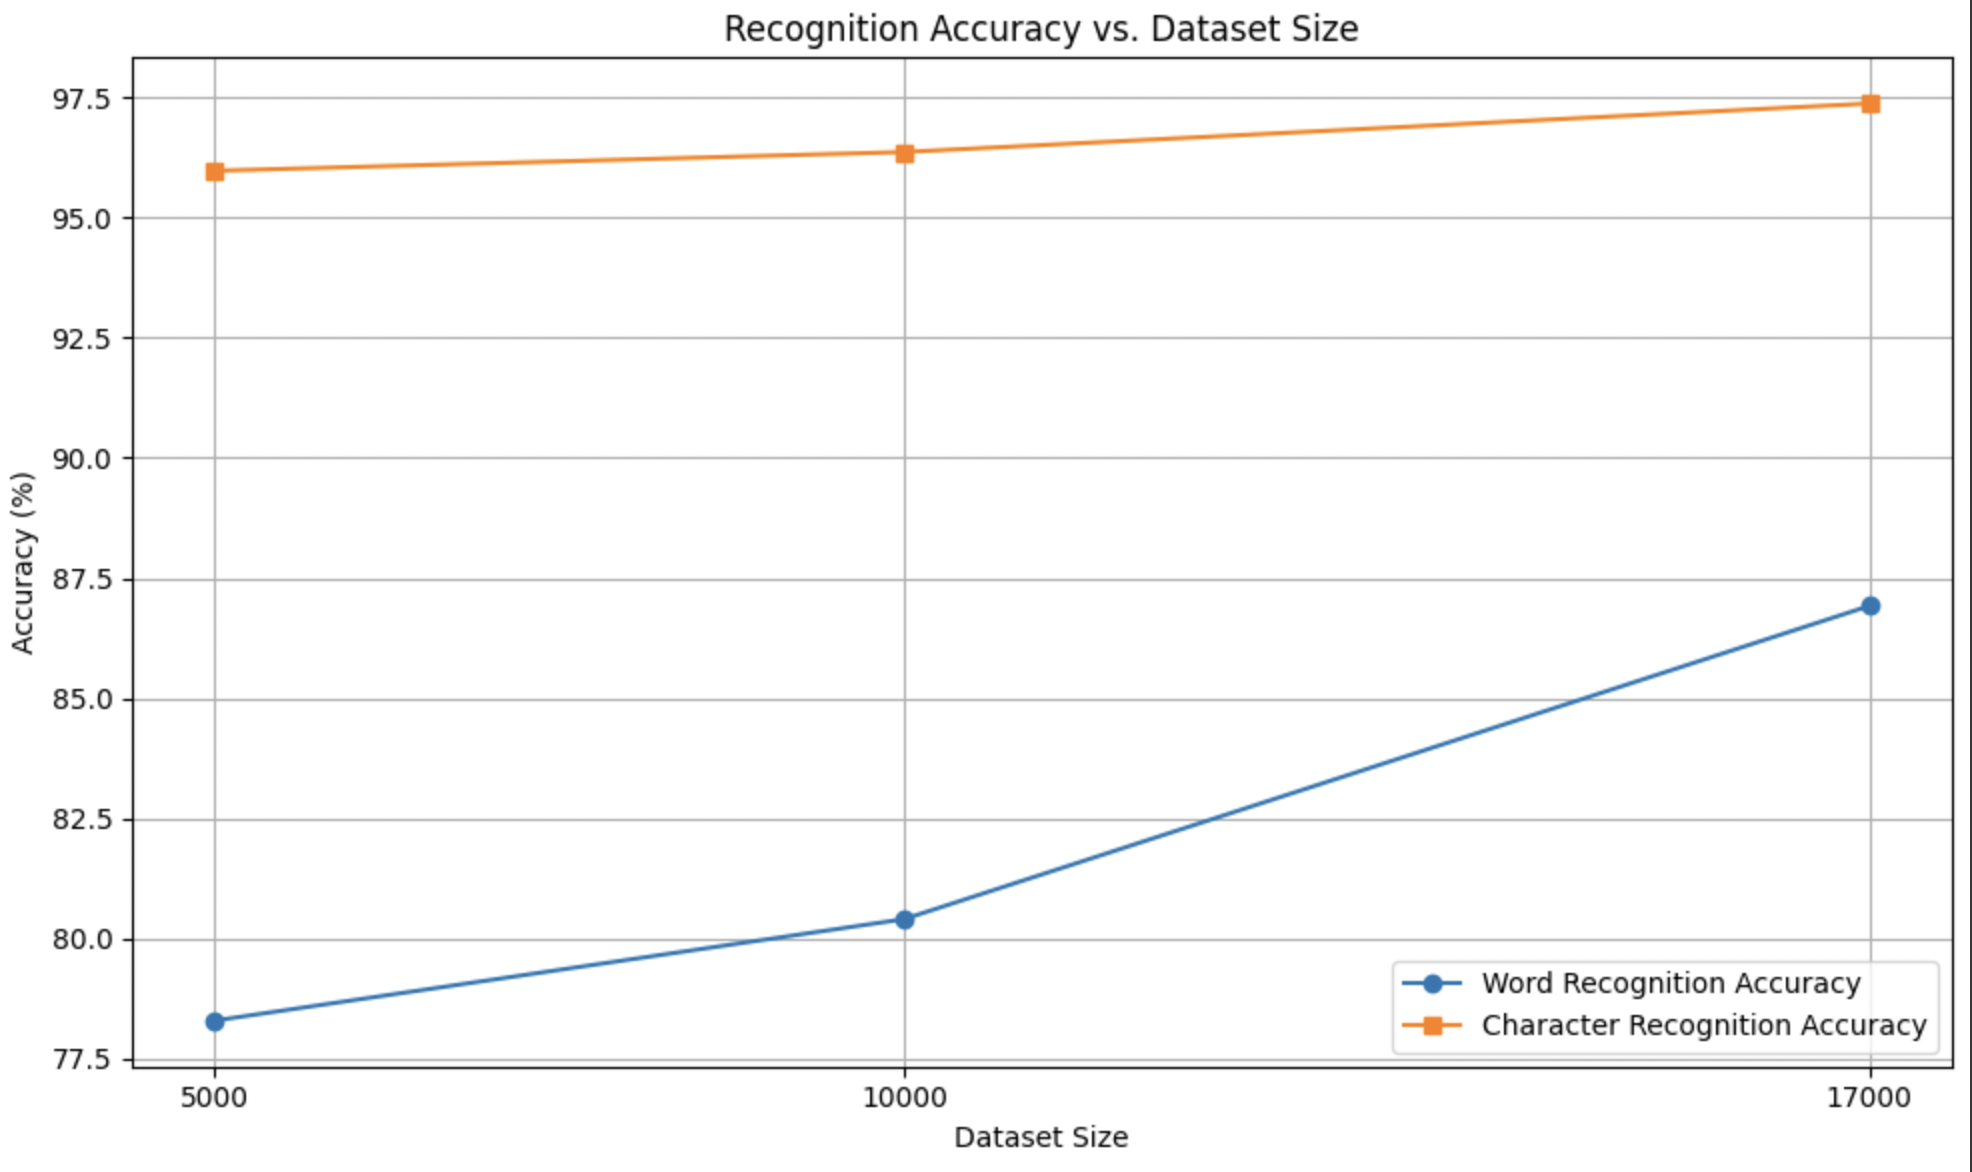 Recognition Accuracy vs. Dataset Size
97.5
95.0
92.5
90.0
87.5
85.0
82.5
80.0
77.5
Accuracy (%)
Word Recognition Accuracy
Character Recognition Accuracy
5000 10000 17000
Dataset Size